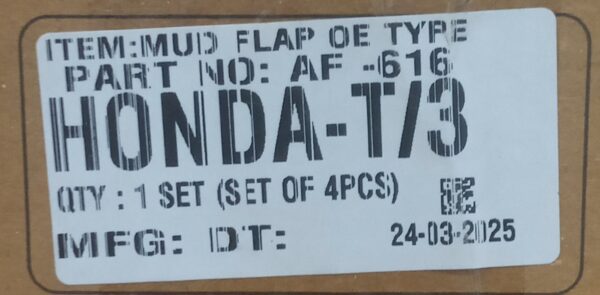 ITEM:MUD FLAP OE TYPE
PART NO: AF -616
HONDA-T/3
QTY : 1 SET (SET OF 4PCS)
MFG: DT: 24-03-2025